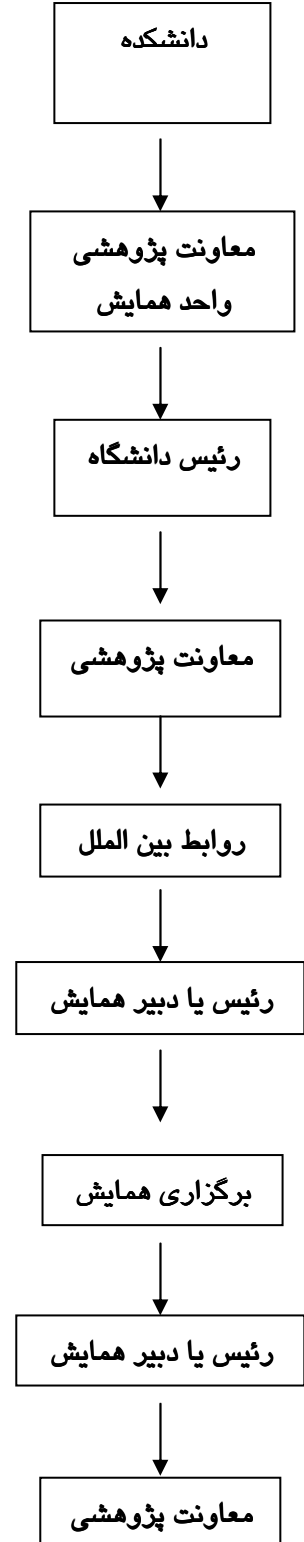 دانشکده
معاونت پژوهشی
واحد همایش
رئیس دانشگاه
معاونت پژوهشی
روابط بین الملل
رئیس یا دبیر همایش
برگزاری همایش
رئیس یا دبیر همایش
معاونت پژوهشی